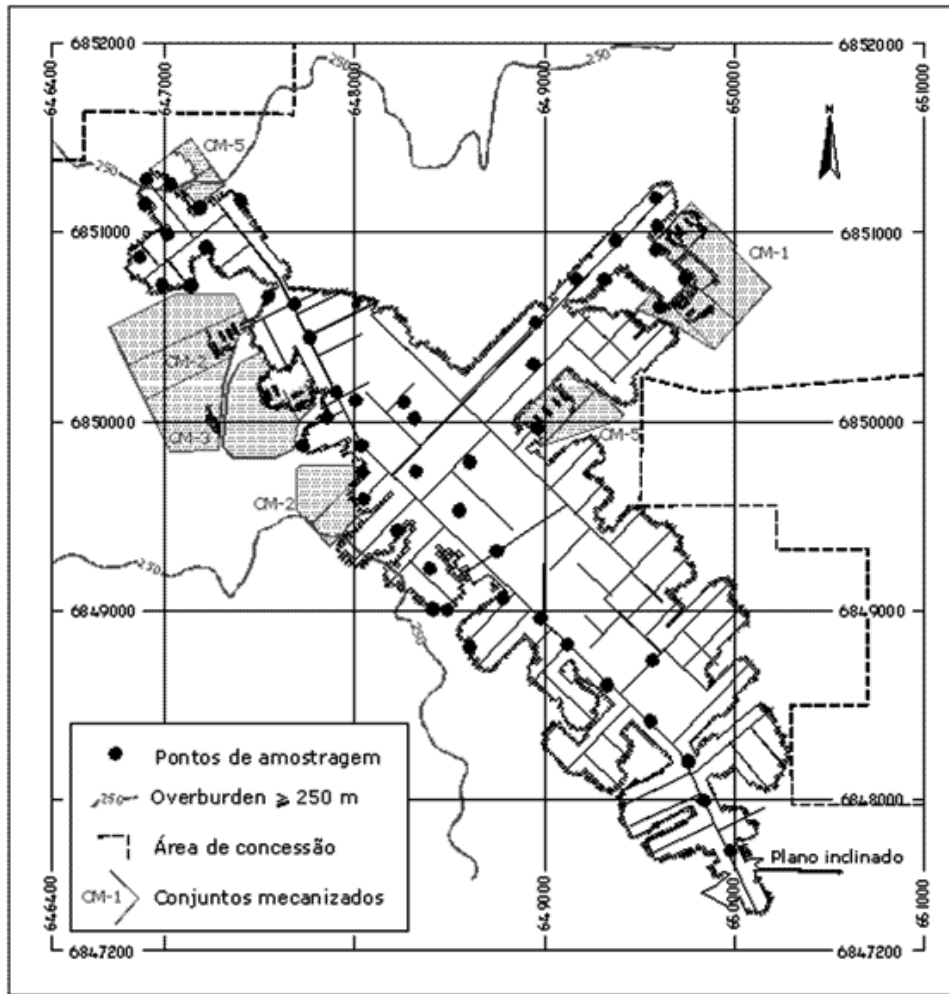 6852000
6852000
646400
647000
648000
649000
650000
651000
250
250
250
N
CM-5
6851000
6851000
CM-1
CM-2
6850000
6850000
CM-3
CM-5
CM-2
250
6849000
6849000
250
Pontos de amostragem
250 Overburden ⩾ 250 m
Área de concessão
CM-1 Conjuntos mecanizados
6848000
Plano inclinado
646400
649000
650000
651000
6847200
6847200